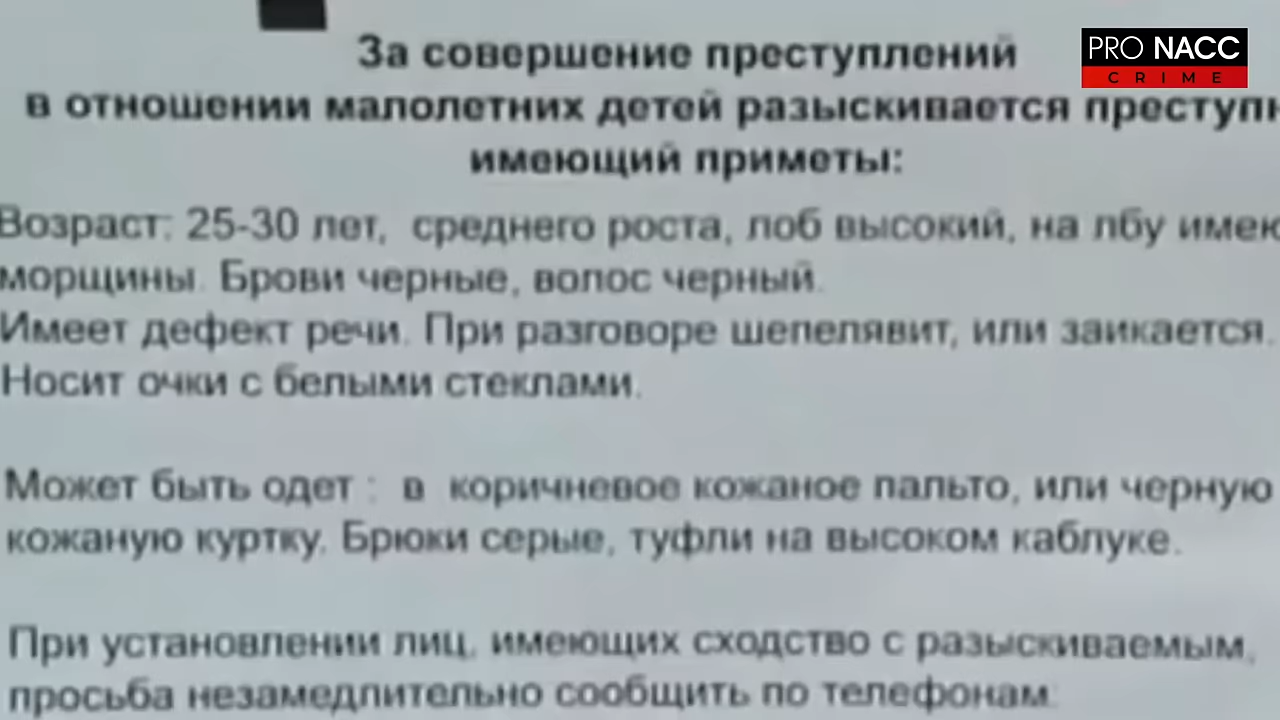 За совершение преступлений
в отношении малолетних детей разыскивается преступн
имеющий приметы:
Возраст: 25-30 лет, среднего роста, лоб высокий, на лбу имею
морщины. Брови черные, волос черный.
Имеет дефект речи. При разговоре шепелявит, или заикается.
Носит очки с белыми стеклами.
Может быть одет : в коричневое кожаное пальто, или черную
кожаную куртку. Брюки серые, туфли на высоком каблуке.
При установлении лиц, имеющих сходство с разыскиваемым,
просьба незамедлительно сообщить по телефонам:
PRO NACC
CRIME